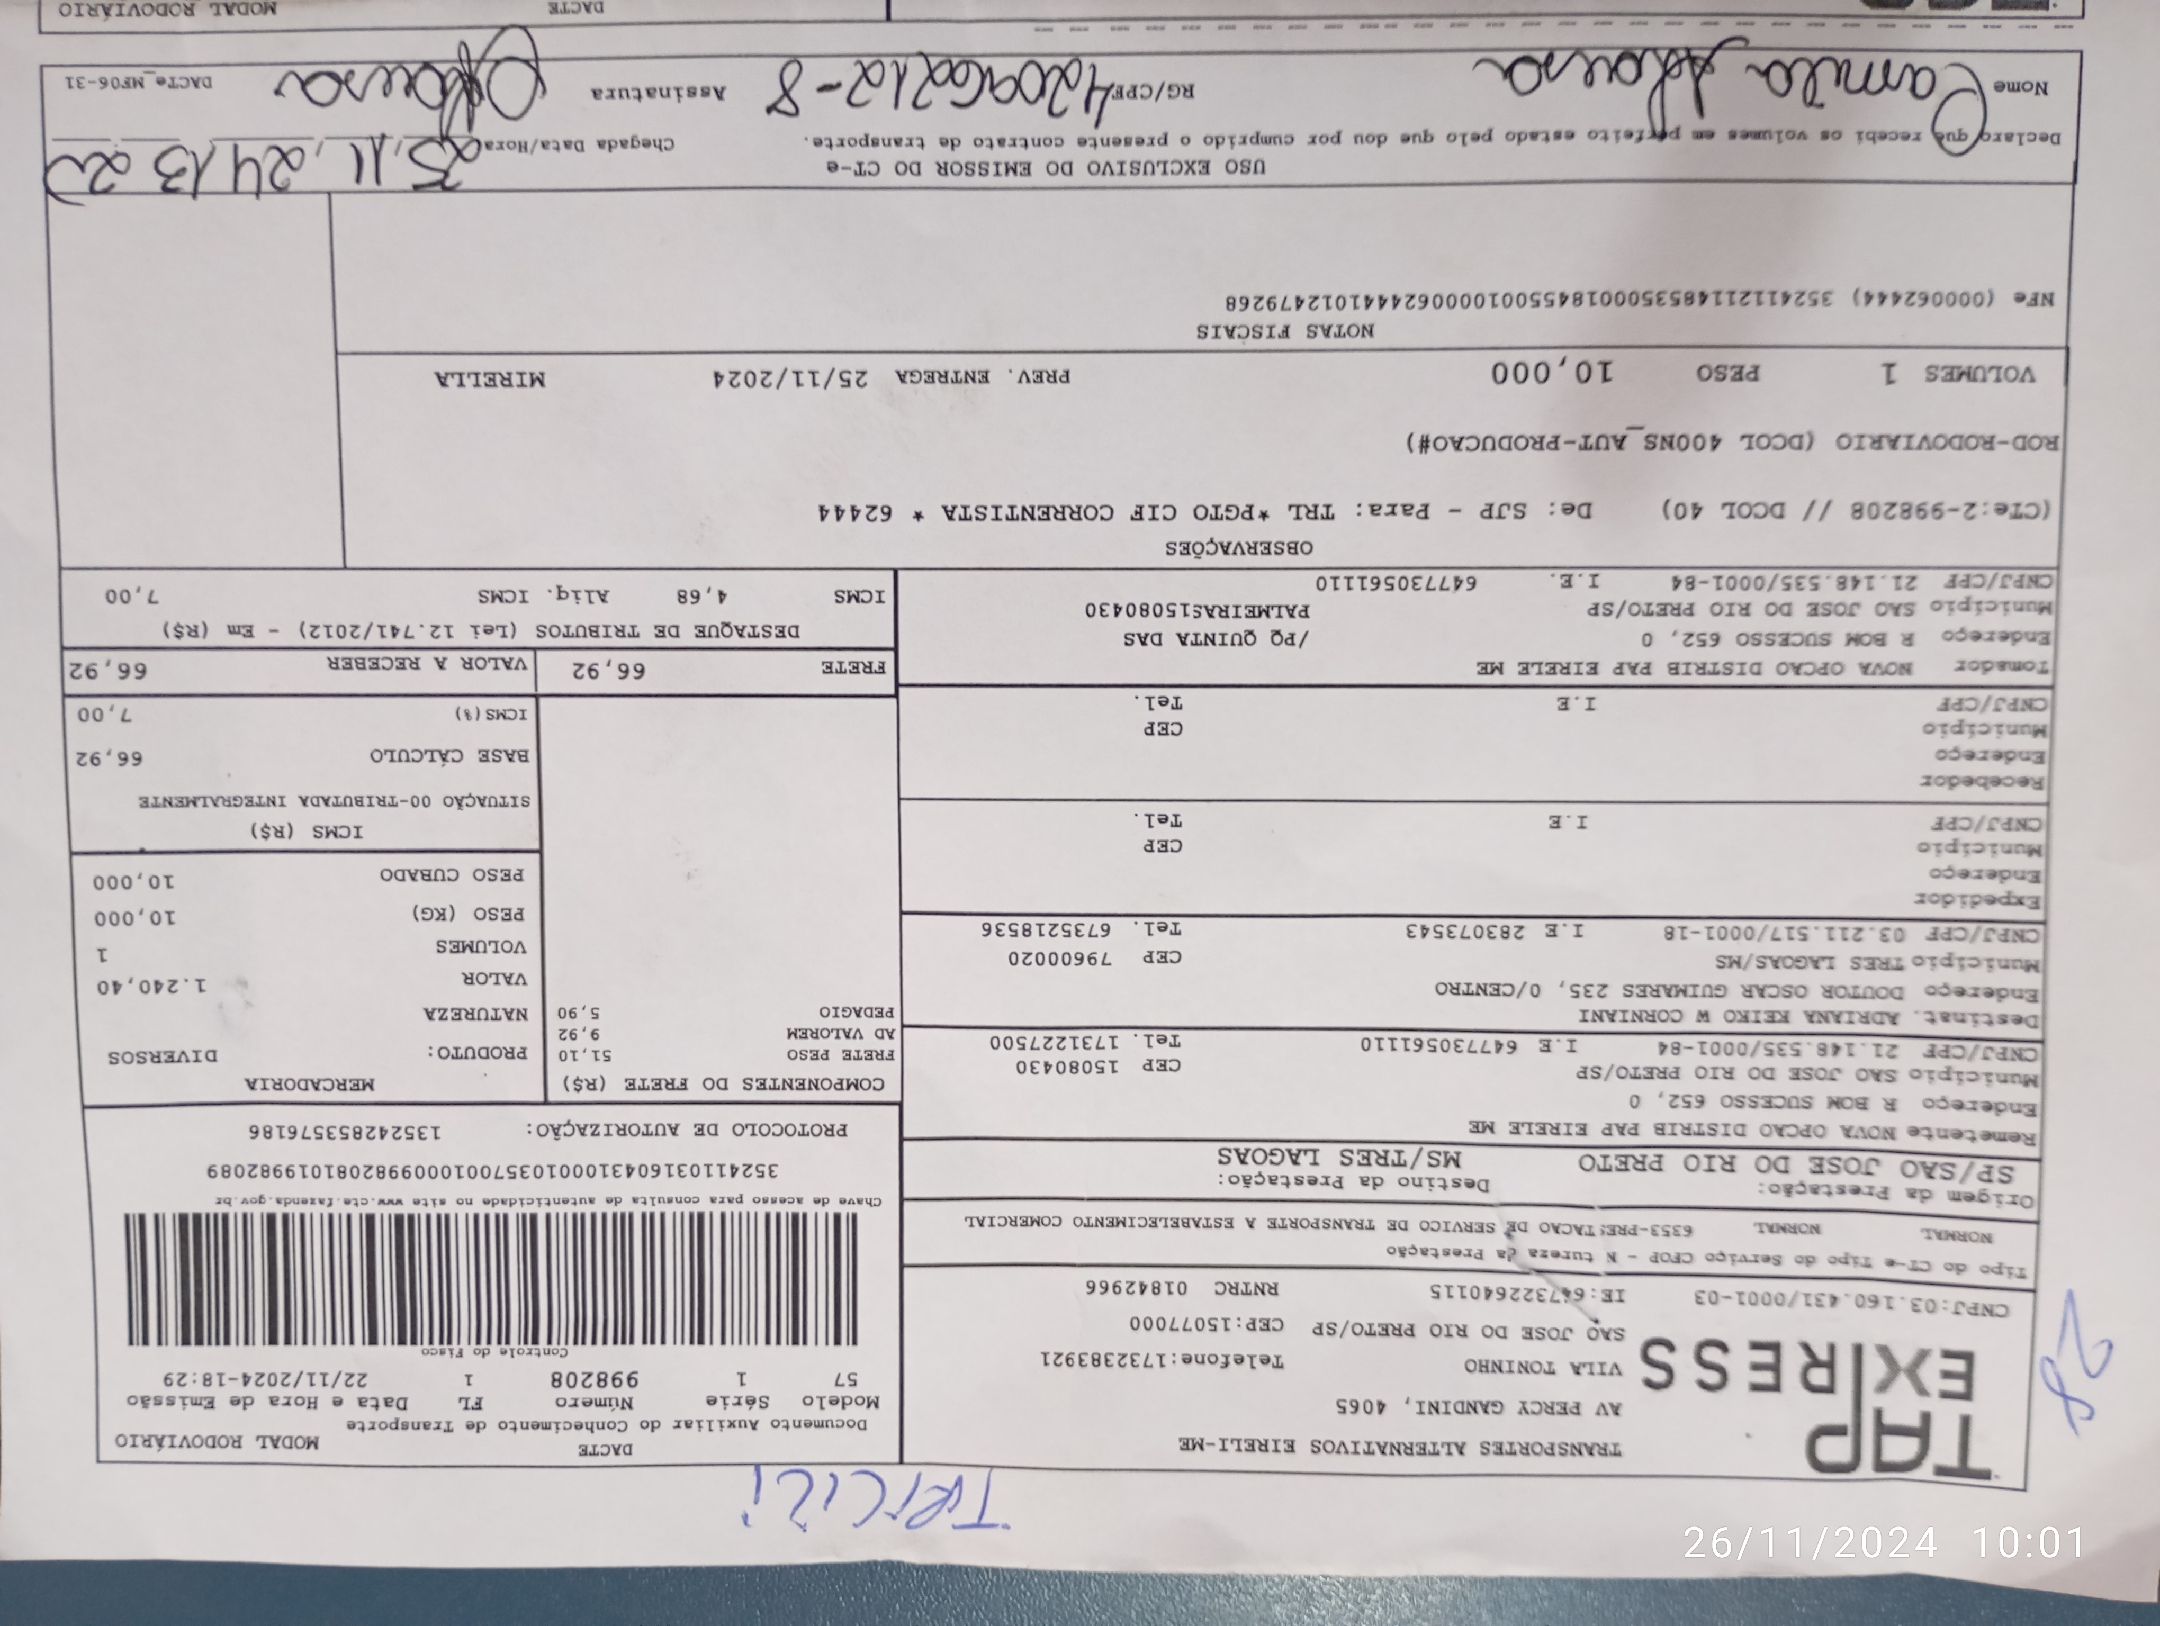 TAP EXPRESS
TRANSPORTES ALTERNATIVOS EIRELI-ME
AV PERCY GANDINI, 4065
VILA TONINHO Telefone:1732383921
SAO JOSE DO RIO PRETO/SP CEP:15077000
CNPJ:03.160.431/0001-03 IE:647322640115 RNTRC 01842966
DACTE MODAL RODOVIÁRIO
Documento Auxiliar do Conhecimento de Transporte
Modelo Série Número FL Data e Hora de Emissão
57 1 998208 1 22/11/2024-18:29
Controle do Fisco
Chave de acesso para consulta de autenticidade no site www.cte.fazenda.gov.br
35241103160431000103570010009982081019982089
PROTOCOLO DE AUTORIZAÇÃO: 135242853576186
Tipo do CT-e Tipo do Serviço CFOP - N tureza da Prestação
NORMAL NORMAL 6353-PRESTACAO DE SERVICO DE TRANSPORTE A ESTABELECIMENTO COMERCIAL
Origem da Prestação: Destino da Prestação:
SP/SAO JOSE DO RIO PRETO MS/TRES LAGOAS
Remetente NOVA OPCAO DISTRIB PAP EIRELE ME
Endereço R BOM SUCESSO 652, 0
Município SAO JOSE DO RIO PRETO/SP CEP 15080430
CNPJ/CPF 21.148.535/0001-84 I.E 647730561110 Tel. 1731227500
Destinat. ADRIANA KEIKO W CORNIANI
Endereço DOUTOR OSCAR GUIMARES 235, 0/CENTRO
Município TRES LAGOAS/MS CEP 79600020
CNPJ/CPF 03.211.517/0001-18 I.E 283073543 Tel. 6735218536
Expedidor
Endereço
Município CEP
CNPJ/CPF I.E Tel.
Recebedor
Endereço
Município CEP
CNPJ/CPF I.E Tel.
Tomador NOVA OPCAO DISTRIB PAP EIRELE ME
Endereço R BOM SUCESSO 652, 0 /PQ QUINTA DAS
Município SAO JOSE DO RIO PRETO/SP PALMEIRAS15080430
CNPJ/CPF 21.148.535/0001-84 I.E. 647730561110
COMPONENTES DO FRETE (R$)
FRETE PESO 51,10
AD VALOREM 9,92
PEDAGIO 5,90
MERCADORIA
PRODUTO: DIVERSOS
NATUREZA
VALOR 1.240,40
VOLUMES 1
PESO (KG) 10,000
PESO CUBADO 10,000
ICMS (R$)
SITUAÇÃO 00-TRIBUTADA INTEGRALMENTE
BASE CÁLCULO 66,92
ICMS(%) 7,00
FRETE 66,92 VALOR A RECEBER 66,92
DESTAQUE DE TRIBUTOS (Lei 12.741/2012) - Em (R$)
ICMS 4,68 Aliq. ICMS 7,00
OBSERVAÇÕES
(CTe:2-998208 // DCOL 40) De: SJP - Para: TRL *PGTO CIF CORRENTISTA * 62444
ROD-RODOVIARIO (DCOL 400NS_AUT-PRODUCAO#)
VOLUMES 1 PESO 10,000 PREV. ENTREGA 25/11/2024 MIRELLA
NOTAS FISCAIS
NFe (000062444) 35241121148535000184550010000624441012479268
USO EXCLUSIVO DO EMISSOR DO CT-e
Declaro que recebi os volumes em perfeito estado pelo que dou por cumprido o presente contrato de transporte. Chegada Data/Hora 25, 11, 24 13 20
Nome Camila RG/CPF Assinatura
DACTe_MF06-31
DACTE MODAL RODOVIÁRIO
26/11/2024 10:01